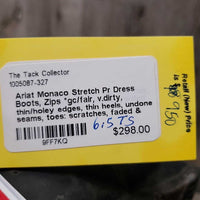 The Tack Collector
1005087-327
Ariat Monaco Stretch Pr Dress
Boots, Zips *gc/fair, v.dirty,
thin/holey edges, thin heels, undone
seams, toes: scratches, faded &
6.5 TS
$298.00
9FF7KQ
Retail (New) Price
is $ 950